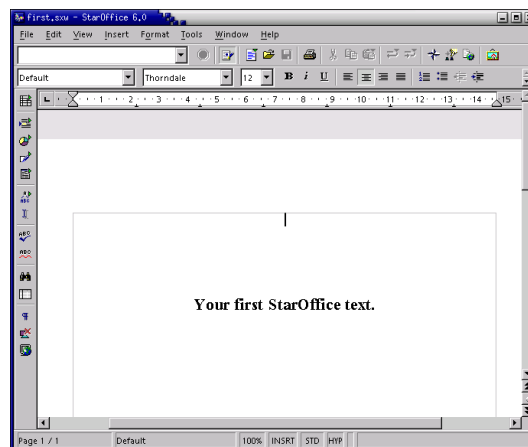 first.sxw - StarOffice 6.0
File Edit View Insert Format Tools Window Help
Default Thorndale 12 B i U
1 2 3 4 5 6 7 8 9 10 11 12 13 14 15
Your first StarOffice text.
Page 1 / 1 Default 100% INSRT STD HYP